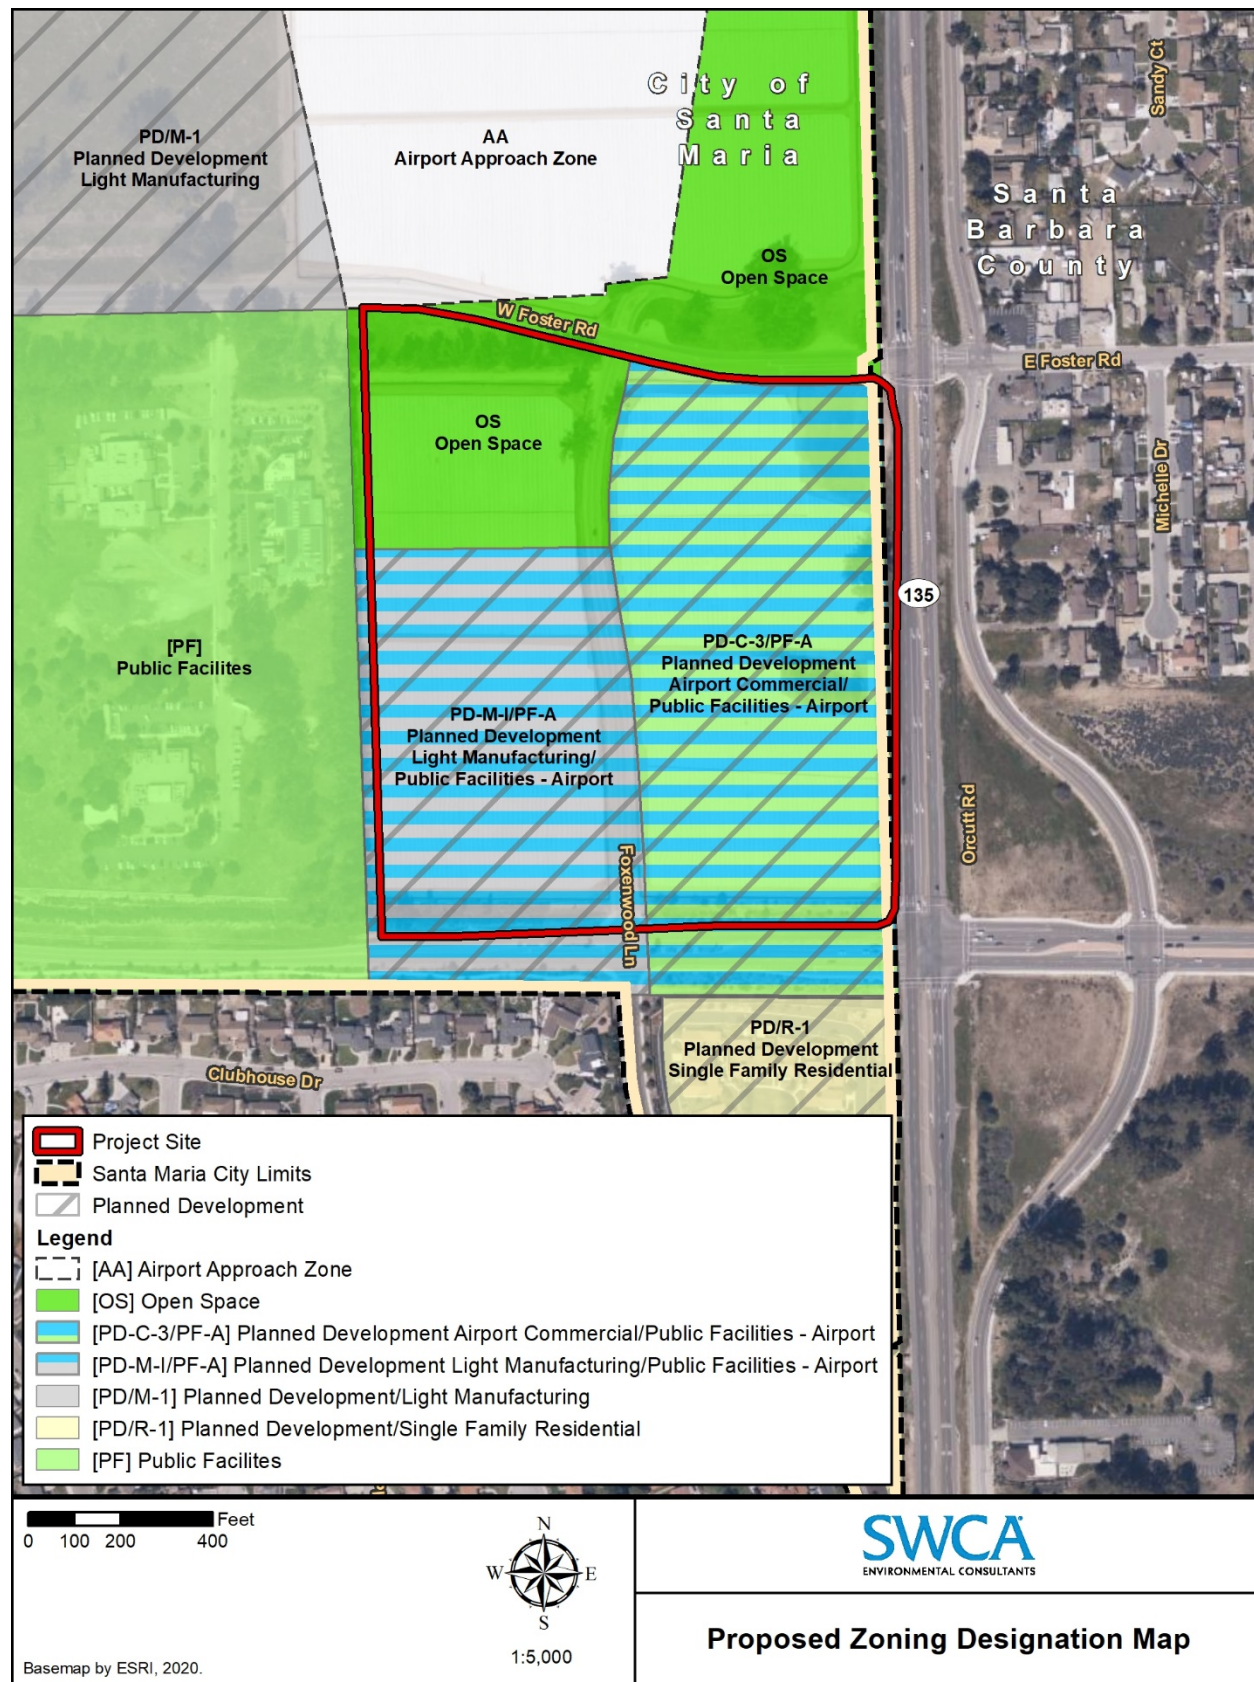 PD/M-1
Planned Development
Light Manufacturing
AA
Airport Approach Zone
City of
Santa
Maria
Sandy Ct
Santa
Barbara
County
OS
Open Space
W Foster Rd
E Foster Rd
OS
Open Space
Michelle Dr
135
[PF]
Public Facilites
PD-C-3/PF-A
Planned Development
Airport Commercial/
Public Facilities - Airport
PD-M-I/PF-A
Planned Development
Light Manufacturing/
Public Facilities - Airport
Orcutt Rd
Foxenwood Ln
PD/R-1
Planned Development
Single Family Residential
Clubhouse Dr
Project Site
Santa Maria City Limits
Planned Development
Legend
[AA] Airport Approach Zone
[OS] Open Space
[PD-C-3/PF-A] Planned Development Airport Commercial/Public Facilities - Airport
[PD-M-I/PF-A] Planned Development Light Manufacturing/Public Facilities - Airport
[PD/M-1] Planned Development/Light Manufacturing
[PD/R-1] Planned Development/Single Family Residential
[PF] Public Facilites
Feet
0 100 200 400
N
W E
S
1:5,000
Basemap by ESRI, 2020.
SWCA
ENVIRONMENTAL CONSULTANTS
Proposed Zoning Designation Map